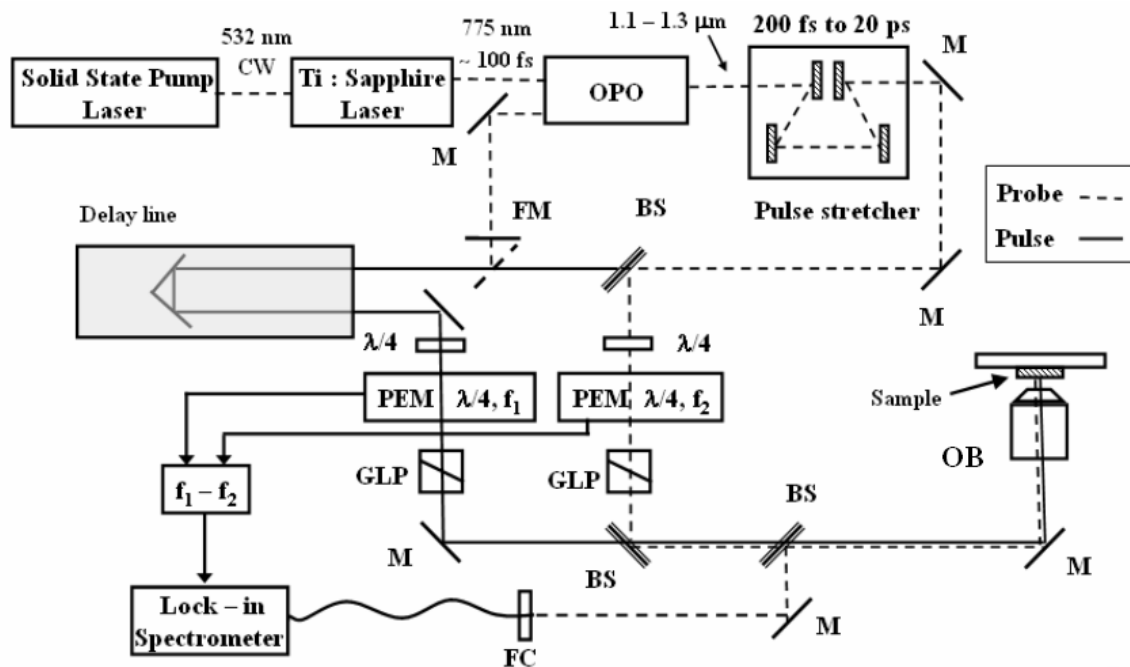 532 nm
CW
775 nm
~ 100 fs
1.1 – 1.3 μm
200 fs to 20 ps
M
Solid State Pump
Laser
Ti : Sapphire
Laser
OPO
M
Pulse stretcher
Probe
Pulse
Delay line
FM
BS
M
λ/4
λ/4
PEM λ/4, f1
PEM λ/4, f2
Sample
OB
GLP
GLP
f1 – f2
BS
M
BS
M
Lock – in
Spectrometer
FC
M